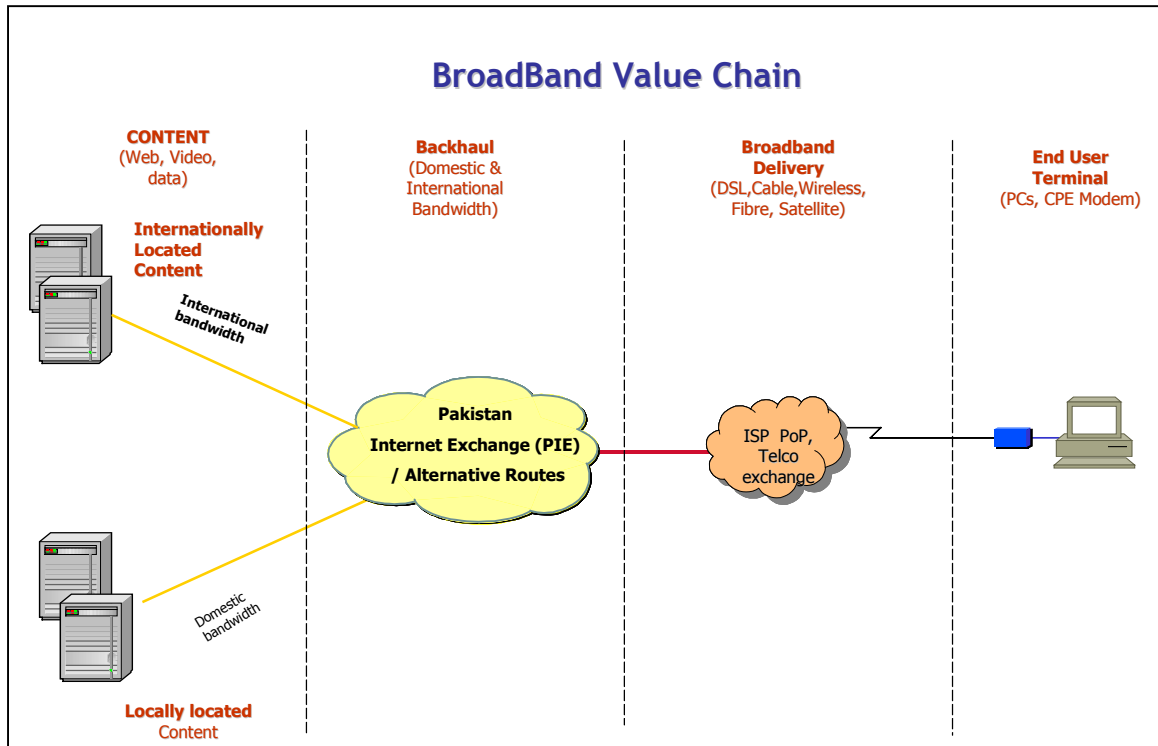 BroadBand Value Chain
CONTENT
(Web, Video,
data)
Backhaul
(Domestic &
International
Bandwidth)
Broadband
Delivery
(DSL,Cable,Wireless,
Fibre, Satellite)
End User
Terminal
(PCs, CPE Modem)
Internationally
Located
Content
International
bandwidth
Pakistan
Internet Exchange (PIE)
/ Alternative Routes
ISP PoP,
Telco
exchange
Domestic
bandwidth
Locally located
Content